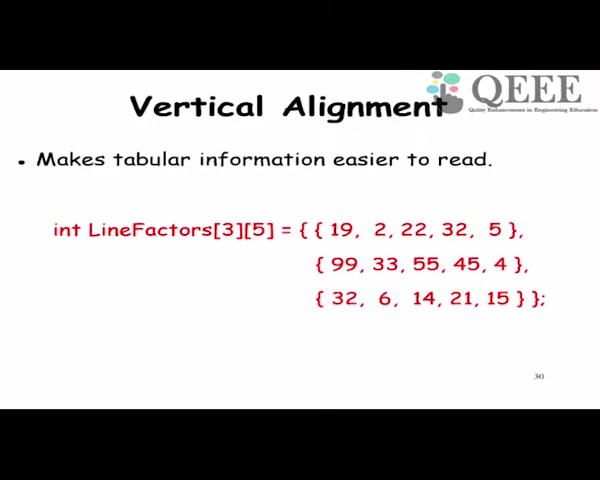 QEEE
Quality Enhancement in Engineering Education
Vertical Alignment
• Makes tabular information easier to read.
int LineFactors[3][5] = { { 19, 2, 22, 32, 5 },
{ 99, 33, 55, 45, 4 },
{ 32, 6, 14, 21, 15 } };
30